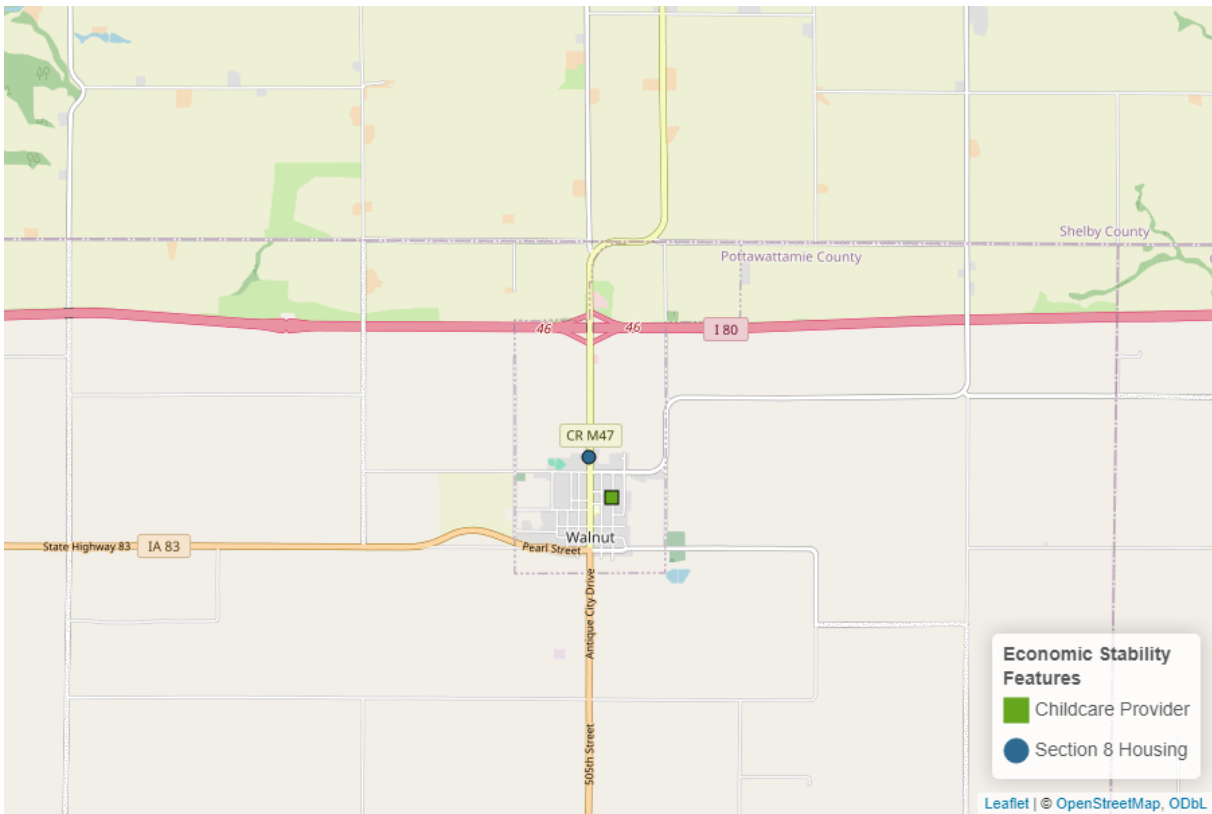 Shelby County
Pottawattamie County
46
46
I 80
CR M47
Walnut
State Highway 83
IA 83
Pearl Street
Antique City Drive
505th Street
Economic Stability
Features
Childcare Provider
Section 8 Housing
Leaflet | © OpenStreetMap, ODbL